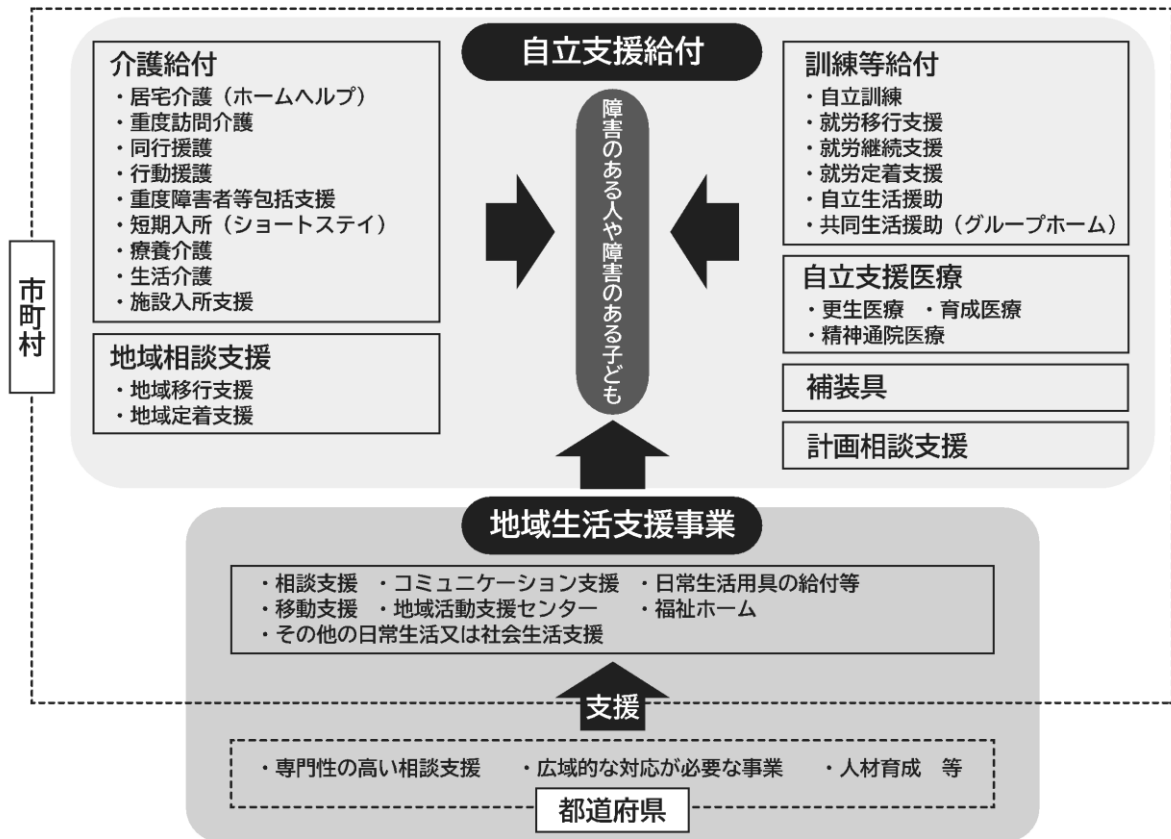 自立支援給付
介護給付
・居宅介護（ホームヘルプ）
・重度訪問介護
・同行援護
・行動援護
・重度障害者等包括支援
・短期入所（ショートステイ）
・療養介護
・生活介護
・施設入所支援
地域相談支援
・地域移行支援
・地域定着支援
障害のある人や障害のある子ども
訓練等給付
・自立訓練
・就労移行支援
・就労継続支援
・就労定着支援
・自立生活援助
・共同生活援助（グループホーム）
自立支援医療
・更生医療　・育成医療
・精神通院医療
補装具
計画相談支援
市町村
地域生活支援事業
・相談支援　・コミュニケーション支援　・日常生活用具の給付等
・移動支援　・地域活動支援センター　・福祉ホーム
・その他の日常生活又は社会生活支援
支援
・専門性の高い相談支援　・広域的な対応が必要な事業　・人材育成　等
都道府県